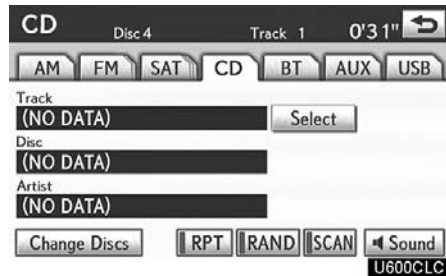 CD Disc 4 Track 1 0'31"
AM FM SAT CD BT AUX USB
Track
(NO DATA) Select
Disc
(NO DATA)
Artist
(NO DATA)
Change Discs RPT RAND SCAN Sound
U600CLC